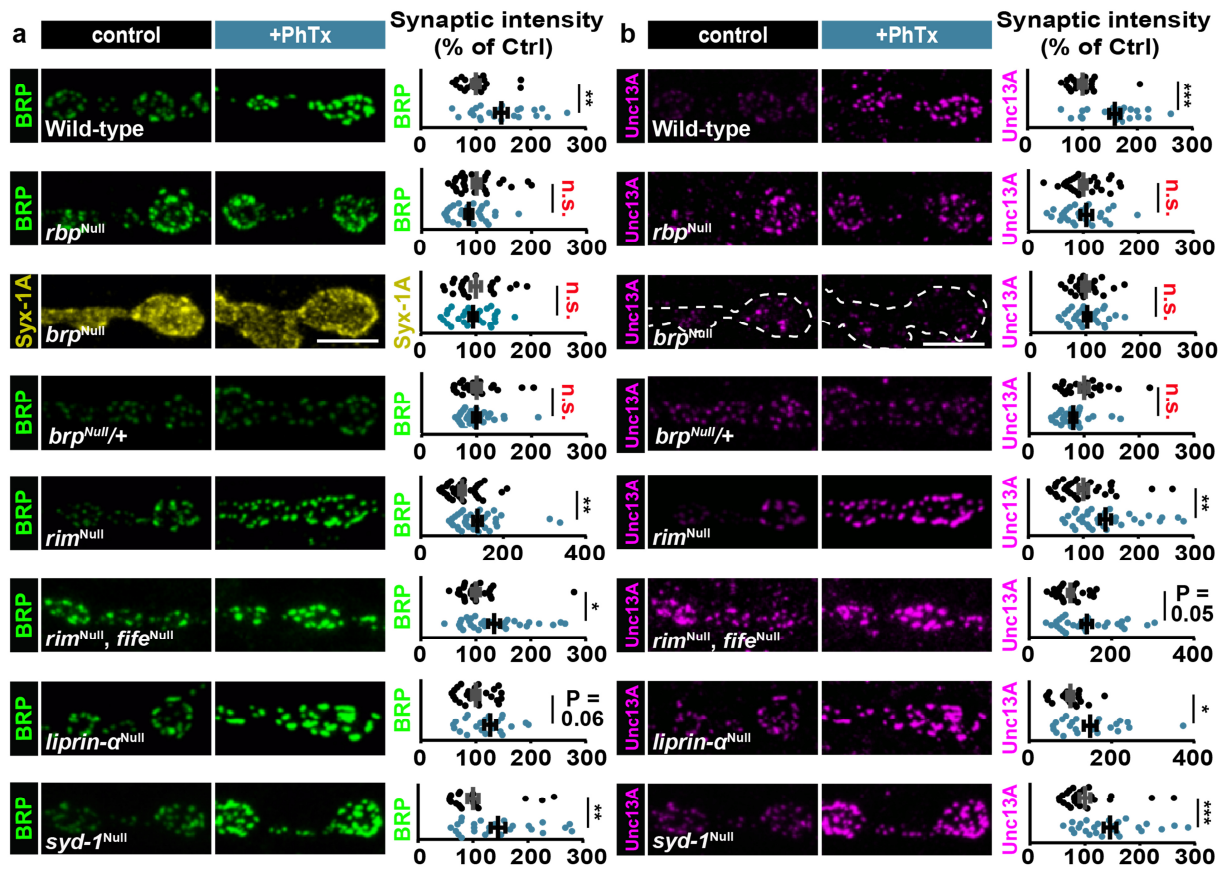 a
control
+PhTx
Synaptic intensity
(% of Ctrl)
b
control
+PhTx
Synaptic intensity
(% of Ctrl)
BRP
Wild-type
BRP
**
0 100 200 300
Unc13A
Wild-type
Unc13A
***
0 100 200 300
BRP
rbpNull
BRP
n.s.
0 100 200 300
Unc13A
rbpNull
Unc13A
n.s.
0 100 200 300
Syx-1A
brpNull
Syx-1A
n.s.
0 100 200 300
Unc13A
brpNull
Unc13A
n.s.
0 100 200 300
BRP
brpNull/+
BRP
n.s.
0 100 200 300
Unc13A
brpNull/+
Unc13A
n.s.
0 100 200 300
BRP
rimNull
BRP
**
0 200 400
Unc13A
rimNull
Unc13A
**
0 100 200 300
BRP
rimNull, fifeNull
BRP
*
0 100 200 300
Unc13A
rimNull, fifeNull
Unc13A
P =
0.05
0 200 400
BRP
liprin-αNull
BRP
P =
0.06
0 100 200 300
Unc13A
liprin-αNull
Unc13A
*
0 200 400
BRP
syd-1Null
BRP
**
0 100 200 300
Unc13A
syd-1Null
Unc13A
***
0 100 200 300